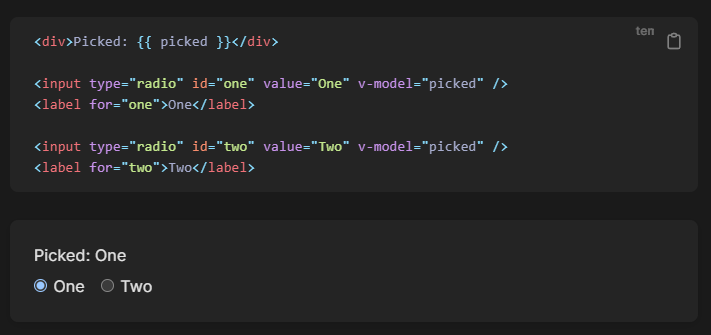 tem
<div>Picked: {{ picked }}</div>
<input type="radio" id="one" value="One" v-model="picked" />
<label for="one">One</label>
<input type="radio" id="two" value="Two" v-model="picked" />
<label for="two">Two</label>
Picked: One
One Two